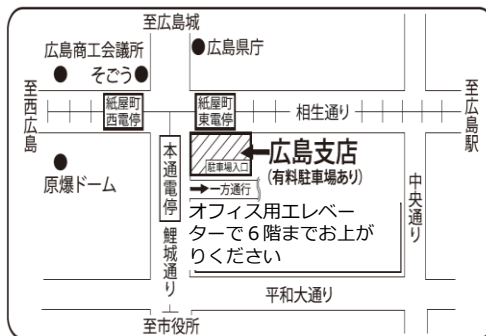 至広島城
広島商工会議所
広島県庁
そごう
至西広島
紙屋町
西電停
紙屋町
東電停
相生通り
至広島駅
広島支店
(有料駐車場あり)
駐車場入口
本通電停
原爆ドーム
一方通行
中央通り
オフィス用エレベー
ターで6階までお上が
りください
鯉城通り
平和大通り
至市役所